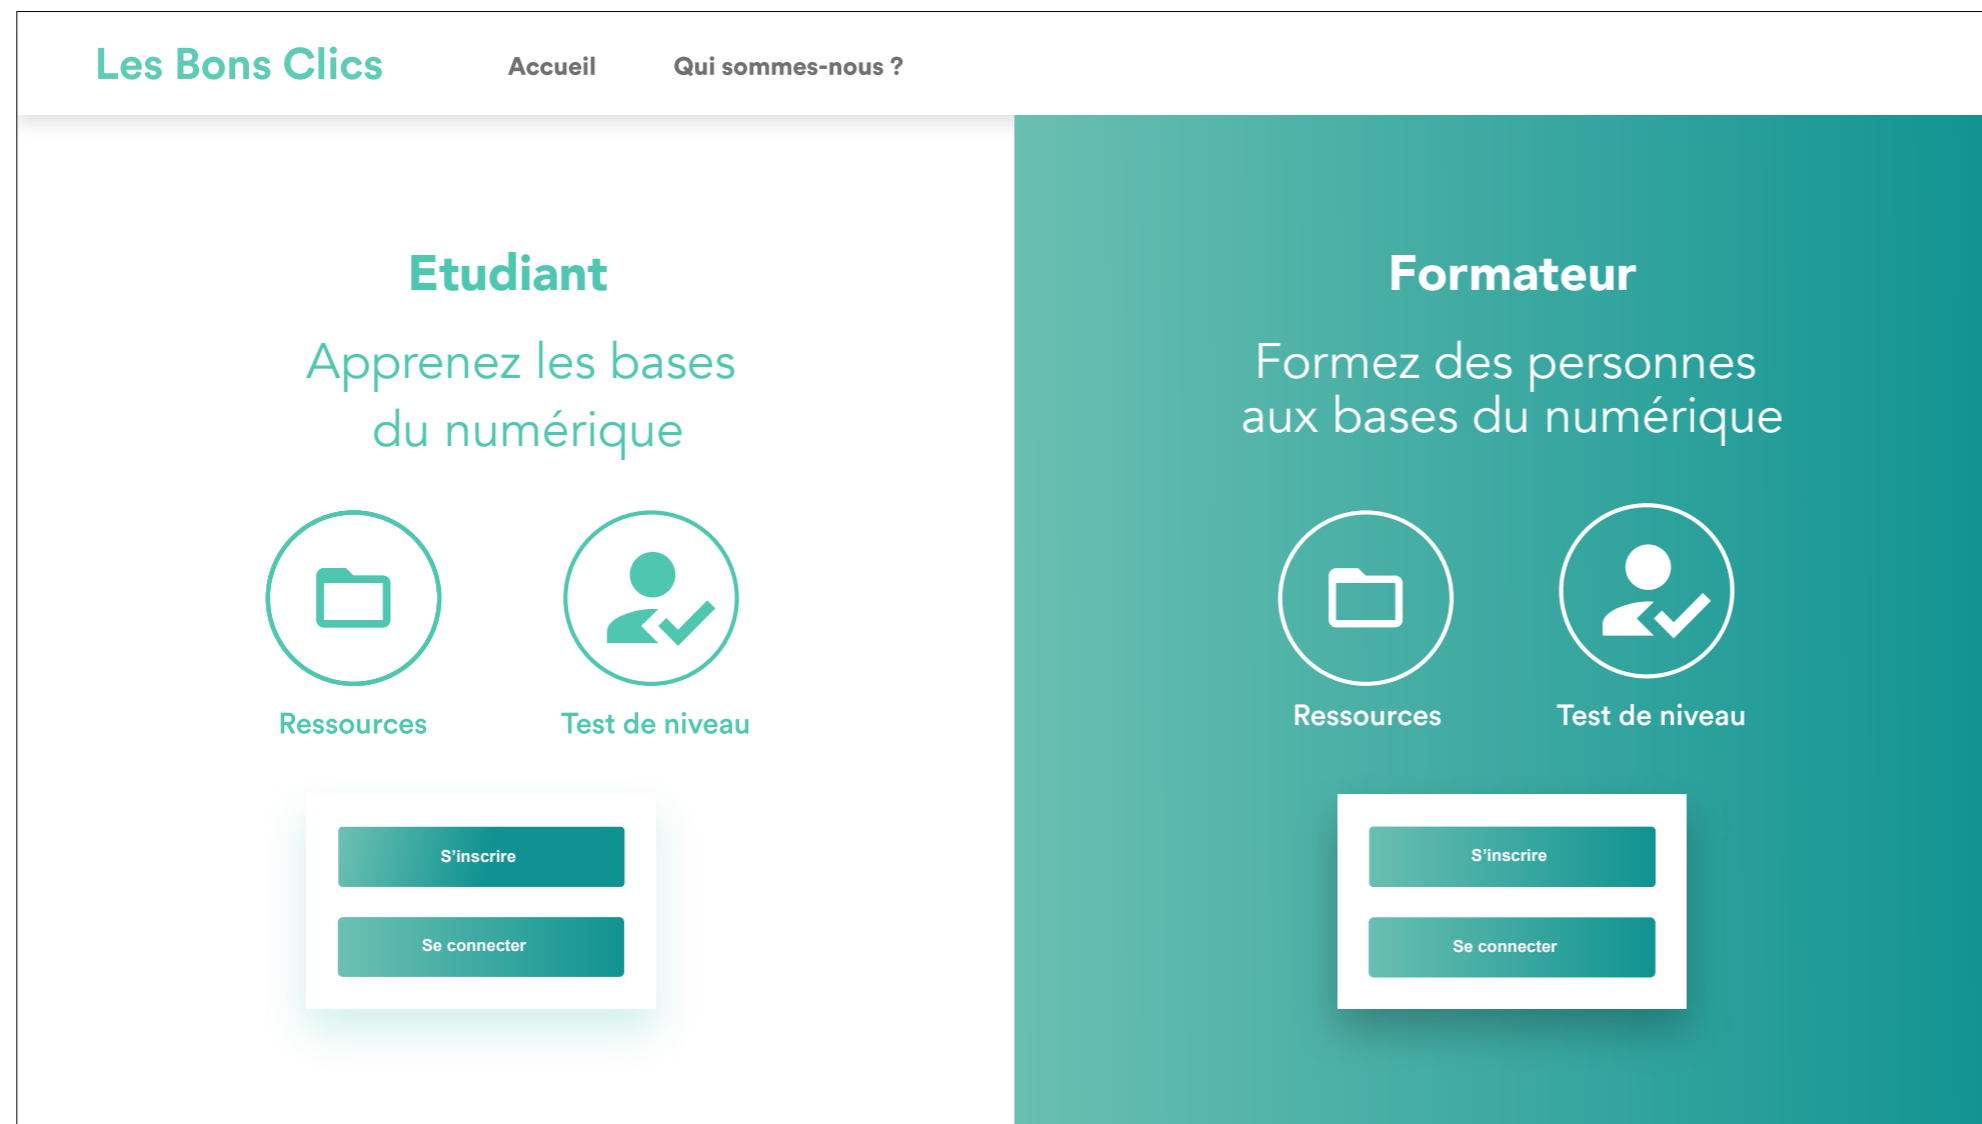 Les Bons Clics
Accueil
Qui sommes-nous ?
Etudiant
Apprenez les bases
du numérique
Ressources
Test de niveau
S'inscrire
Se connecter
Formateur
Formez des personnes
aux bases du numérique
Ressources
Test de niveau
S'inscrire
Se connecter